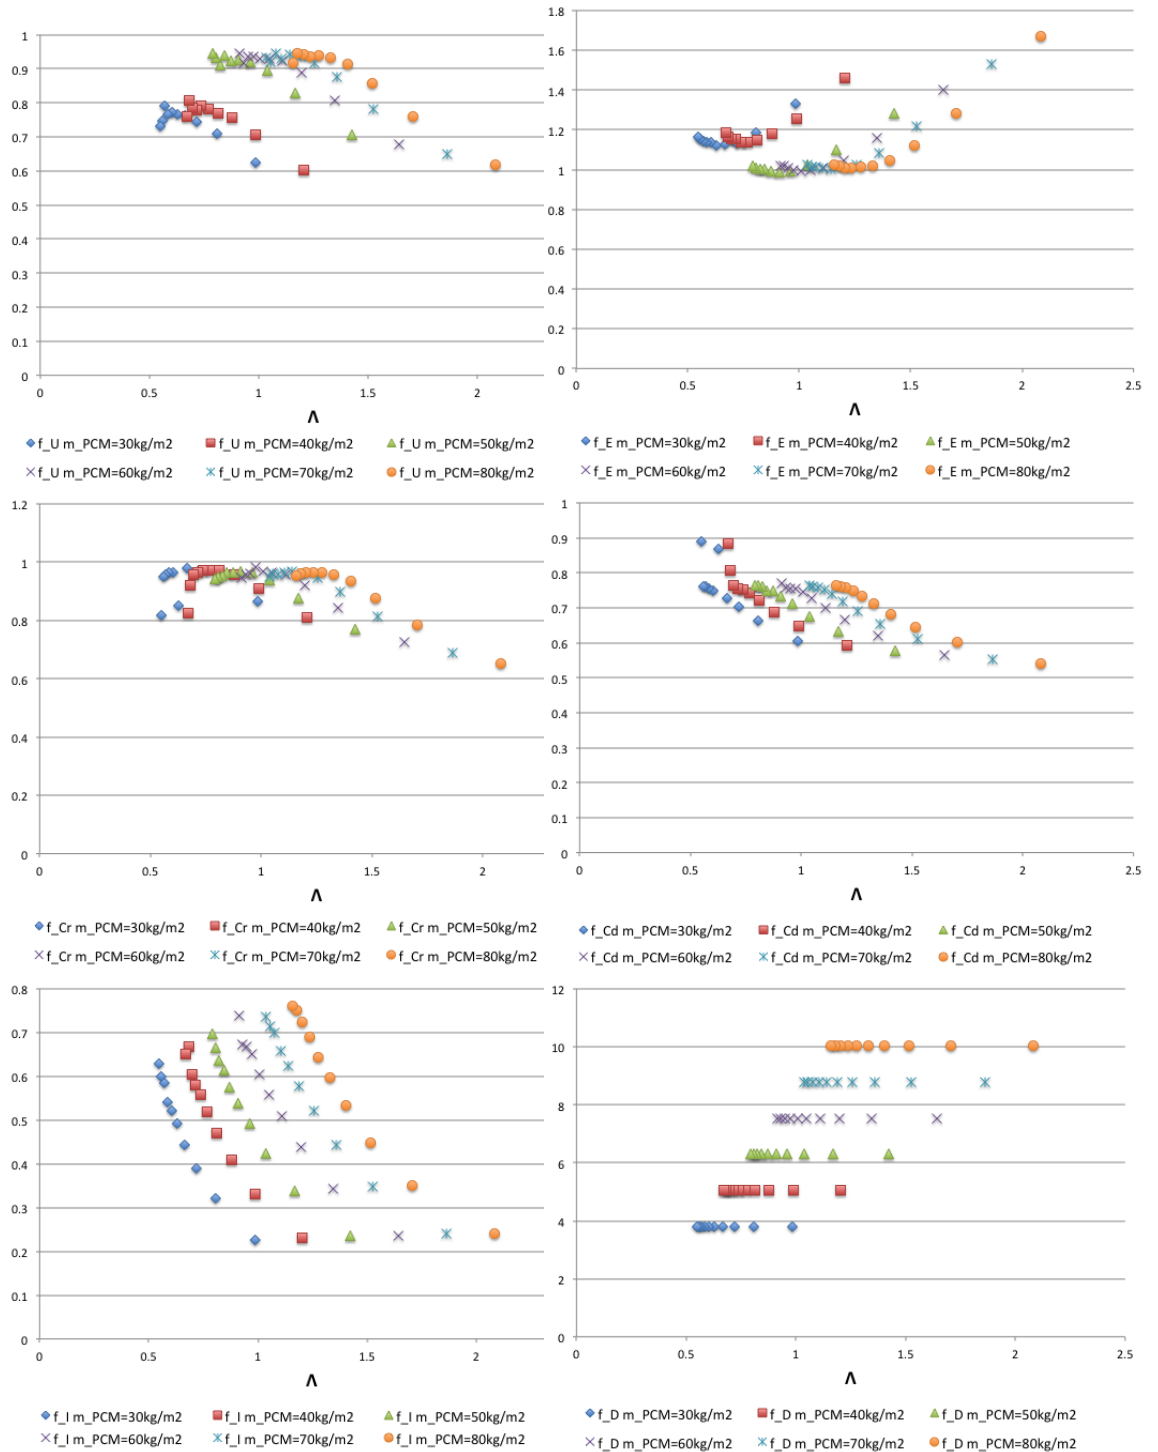 1
0.9
0.8
0.7
0.6
0.5
0.4
0.3
0.2
0.1
0
0 0.5 1 1.5 2
Λ
f_U m_PCM=30kg/m2 f_U m_PCM=40kg/m2 f_U m_PCM=50kg/m2
f_U m_PCM=60kg/m2 f_U m_PCM=70kg/m2 f_U m_PCM=80kg/m2
1.8
1.6
1.4
1.2
1
0.8
0.6
0.4
0.2
0
0 0.5 1 1.5 2 2.5
Λ
f_E m_PCM=30kg/m2 f_E m_PCM=40kg/m2 f_E m_PCM=50kg/m2
f_E m_PCM=60kg/m2 f_E m_PCM=70kg/m2 f_E m_PCM=80kg/m2
1.2
1
0.8
0.6
0.4
0.2
0
0 0.5 1 1.5 2
Λ
f_Cr m_PCM=30kg/m2 f_Cr m_PCM=40kg/m2 f_Cr m_PCM=50kg/m2
f_Cr m_PCM=60kg/m2 f_Cr m_PCM=70kg/m2 f_Cr m_PCM=80kg/m2
1
0.9
0.8
0.7
0.6
0.5
0.4
0.3
0.2
0.1
0
0 0.5 1 1.5 2 2.5
Λ
f_Cd m_PCM=30kg/m2 f_Cd m_PCM=40kg/m2 f_Cd m_PCM=50kg/m2
f_Cd m_PCM=60kg/m2 f_Cd m_PCM=70kg/m2 f_Cd m_PCM=80kg/m2
0.8
0.7
0.6
0.5
0.4
0.3
0.2
0.1
0
0 0.5 1 1.5 2
Λ
f_I m_PCM=30kg/m2 f_I m_PCM=40kg/m2 f_I m_PCM=50kg/m2
f_I m_PCM=60kg/m2 f_I m_PCM=70kg/m2 f_I m_PCM=80kg/m2
12
10
8
6
4
2
0
0 0.5 1 1.5 2 2.5
Λ
f_D m_PCM=30kg/m2 f_D m_PCM=40kg/m2 f_D m_PCM=50kg/m2
f_D m_PCM=60kg/m2 f_D m_PCM=70kg/m2 f_D m_PCM=80kg/m2